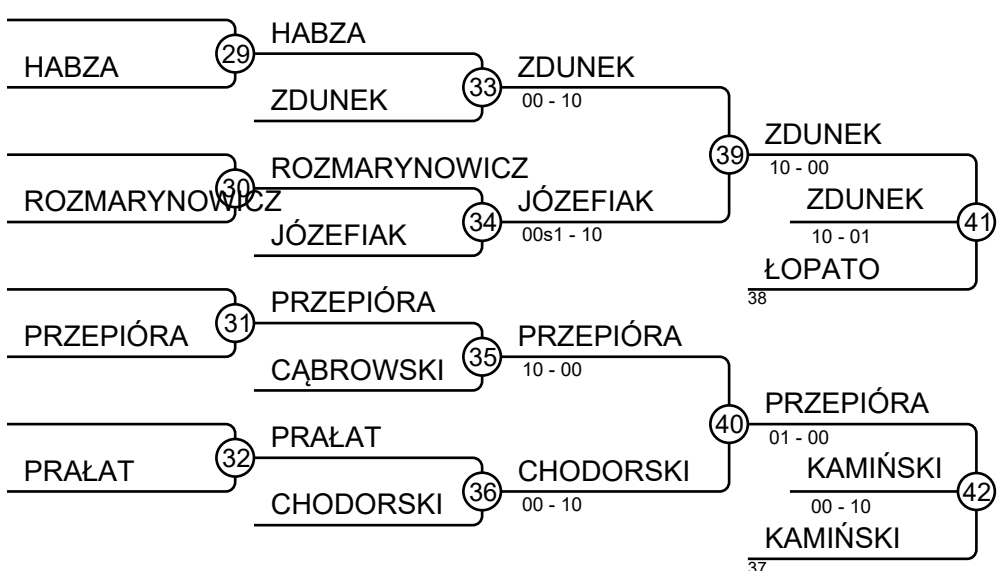 HABZA
29
HABZA
ZDUNEK
33
ZDUNEK
00 - 10
ROZMARYNOWICZ
30
ROZMARYNOWICZ
JÓZEFIAK
34
JÓZEFIAK
00s1 - 10
39
ZDUNEK
10 - 00
ZDUNEK
10 - 01
41
ŁOPATO
38
PRZEPIÓRA
31
PRZEPIÓRA
CĄBROWSKI
35
PRZEPIÓRA
10 - 00
PRAŁAT
32
PRAŁAT
CHODORSKI
36
CHODORSKI
00 - 10
40
PRZEPIÓRA
01 - 00
KAMIŃSKI
00 - 10
42
KAMIŃSKI
37